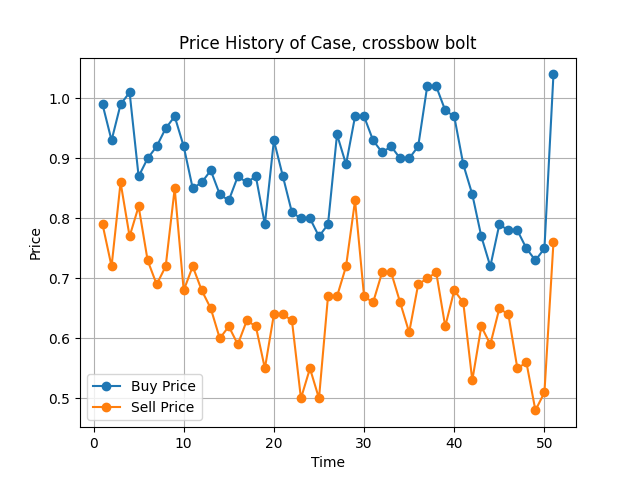 Price History of Case, crossbow bolt
1.0
0.9
0.8
0.7
0.6
0.5
Price
Buy Price
Sell Price
0 10 20 30 40 50
Time